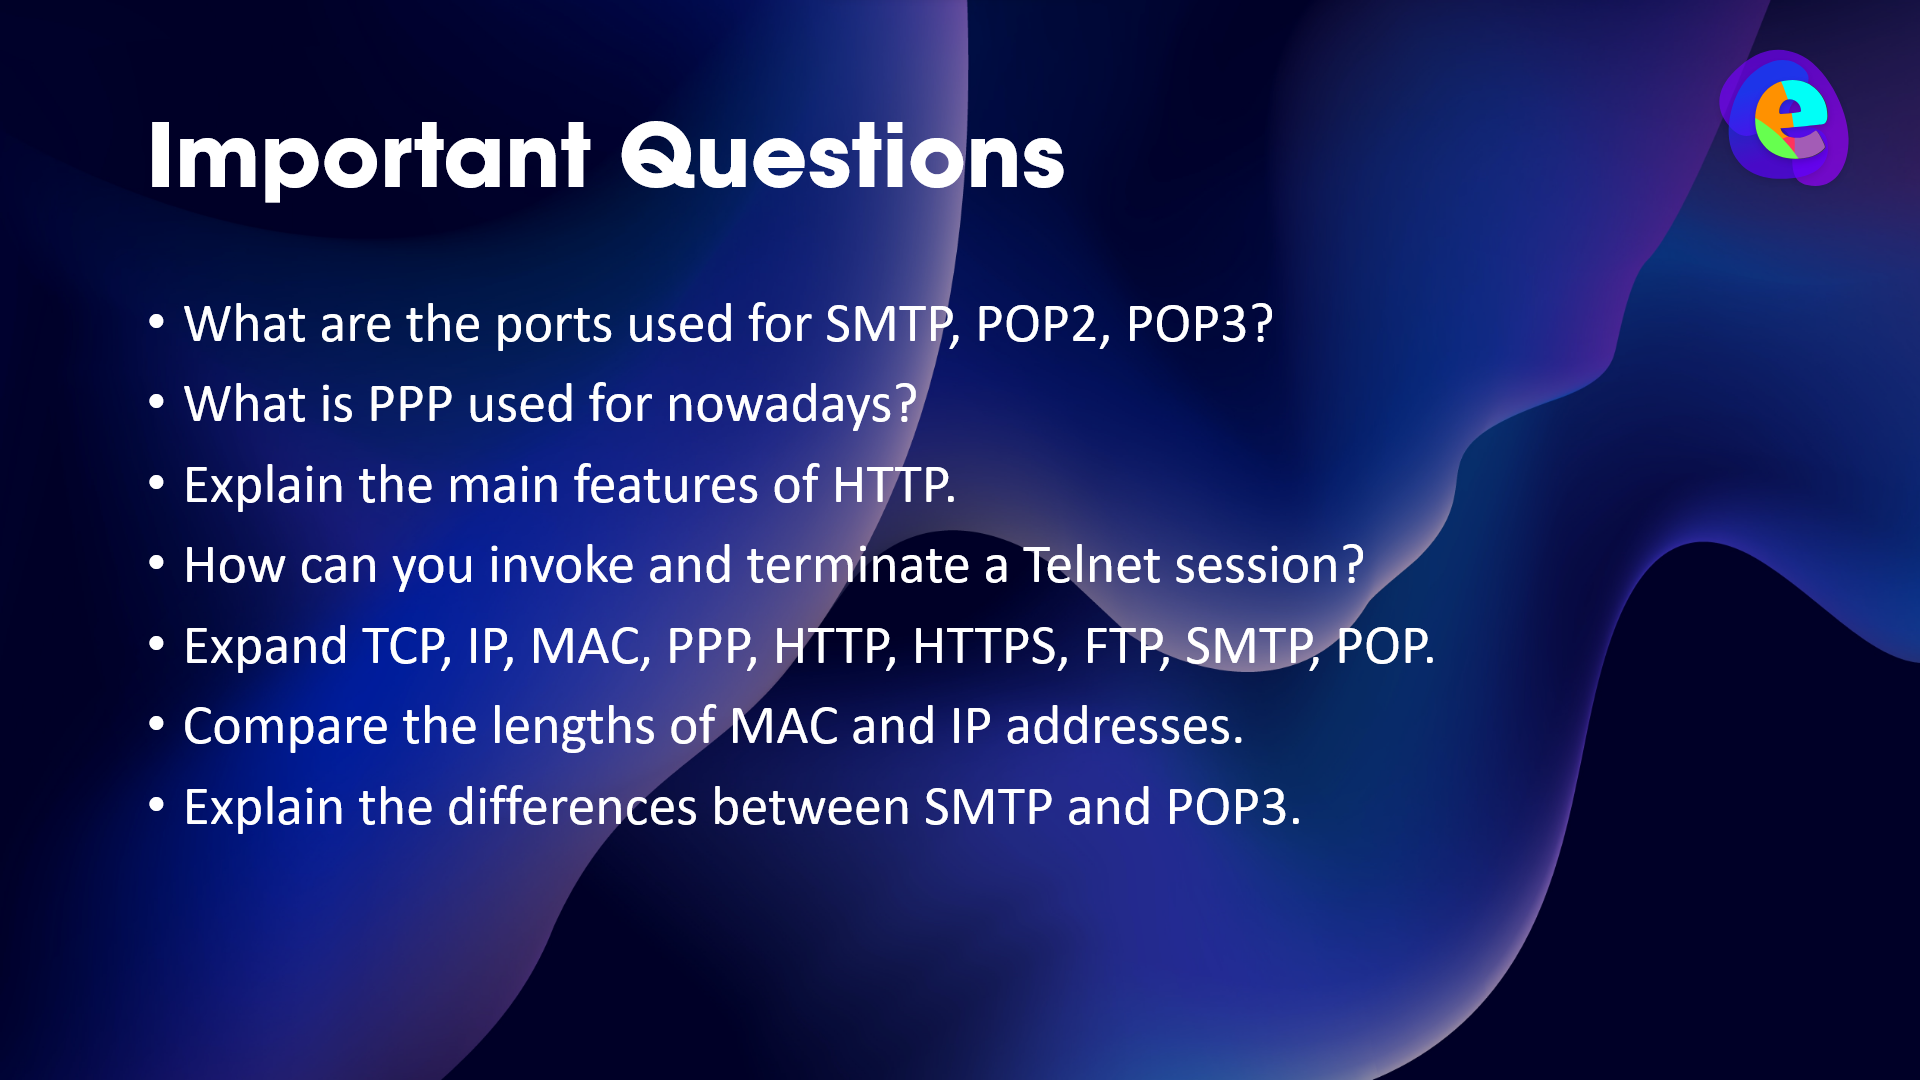 Important Questions
• What are the ports used for SMTP, POP2, POP3?
• What is PPP used for nowadays?
• Explain the main features of HTTP.
• How can you invoke and terminate a Telnet session?
• Expand TCP, IP, MAC, PPP, HTTP, HTTPS, FTP, SMTP, POP.
• Compare the lengths of MAC and IP addresses.
• Explain the differences between SMTP and POP3.
e